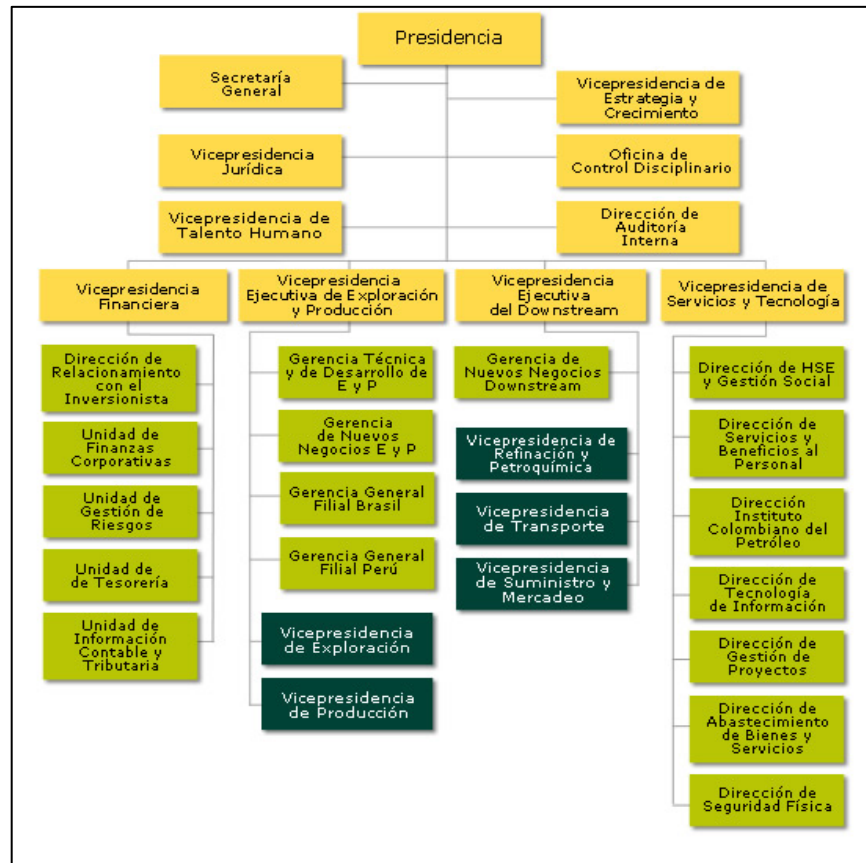 Presidencia
Secretaría
General
Vicepresidencia de
Estrategia y
Crecimiento
Vicepresidencia
Jurídica
Oficina de
Control Disciplinario
Vicepresidencia de
Talento Humano
Dirección de
Auditoría
Interna
Vicepresidencia
Financiera
Vicepresidencia
Ejecutiva de Exploración
y Producción
Vicepresidencia
Ejecutiva
del Downstream
Vicepresidencia de
Servicios y Tecnología
Dirección de
Relacionamiento
con el
Inversionista
Unidad de
Finanzas
Corporativas
Unidad de
Gestión de
Riesgos
Unidad de
de Tesorería
Unidad de
Información
Contable y
Tributaria
Gerencia Técnica
y de Desarrollo de
E y P
Gerencia
de Nuevos
Negocios E y P
Gerencia General
Filial Brasil
Gerencia General
Filial Perú
Vicepresidencia
de Exploración
Vicepresidencia
de Producción
Gerencia de
Nuevos Negocios
Downstream
Vicepresidencia de
Refinación y
Petroquímica
Vicepresidencia
de Transporte
Vicepresidencia
de Suministro y
Mercadeo
Dirección de HSE
y Gestión Social
Dirección de
Servicios y
Beneficios al
Personal
Dirección
Instituto
Colombiano del
Petróleo
Dirección de
Tecnología
de Información
Dirección de
Gestión de
Proyectos
Dirección de
Abastecimiento
de Bienes y
Servicios
Dirección de
Seguridad Física